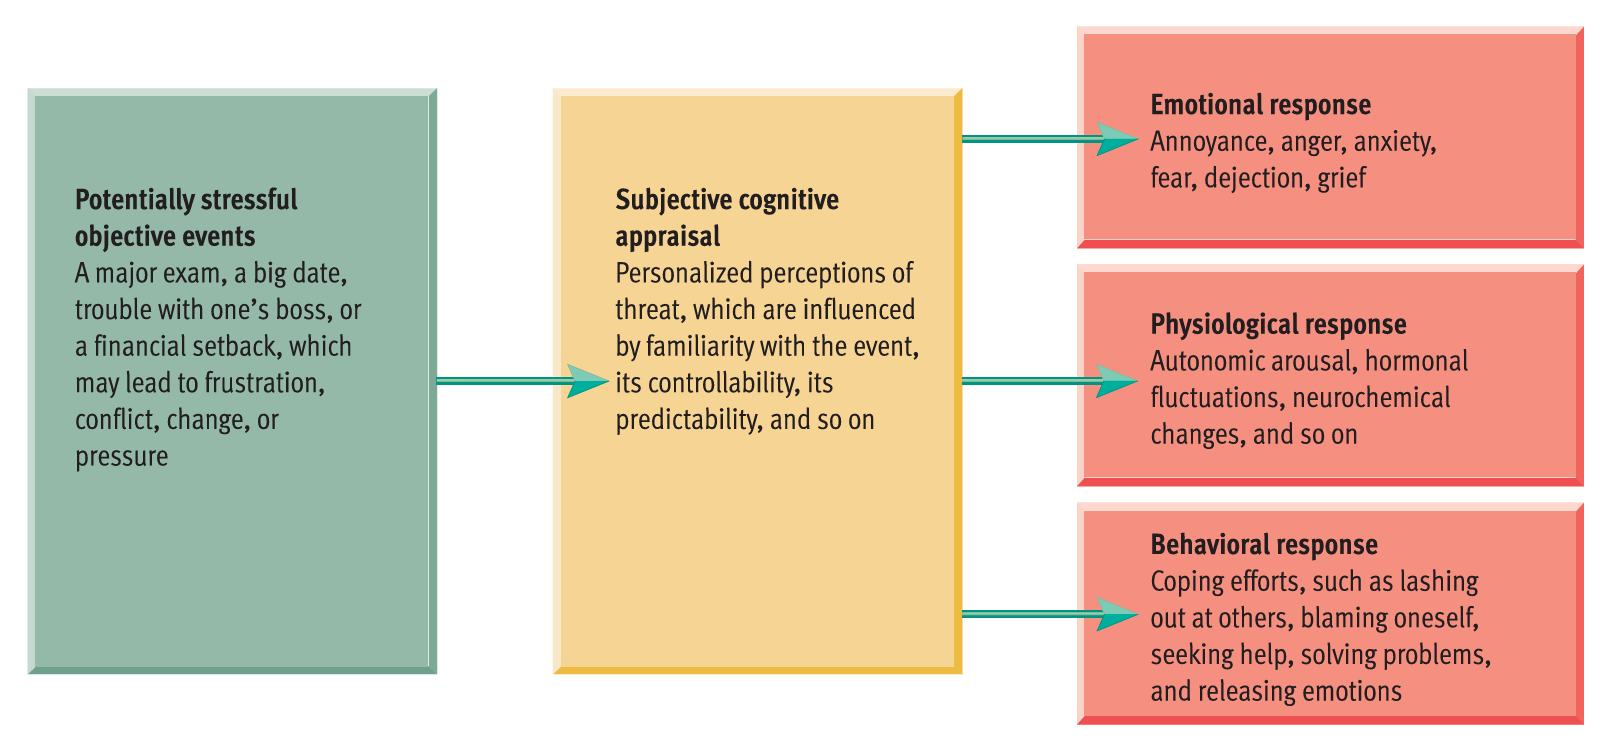 Potentially stressful
objective events
A major exam, a big date,
trouble with one’s boss, or
a financial setback, which
may lead to frustration,
conflict, change, or
pressure
Subjective cognitive
appraisal
Personalized perceptions of
threat, which are influenced
by familiarity with the event,
its controllability, its
predictability, and so on
Emotional response
Annoyance, anger, anxiety,
fear, dejection, grief
Physiological response
Autonomic arousal, hormonal
fluctuations, neurochemical
changes, and so on
Behavioral response
Coping efforts, such as lashing
out at others, blaming oneself,
seeking help, solving problems,
and releasing emotions